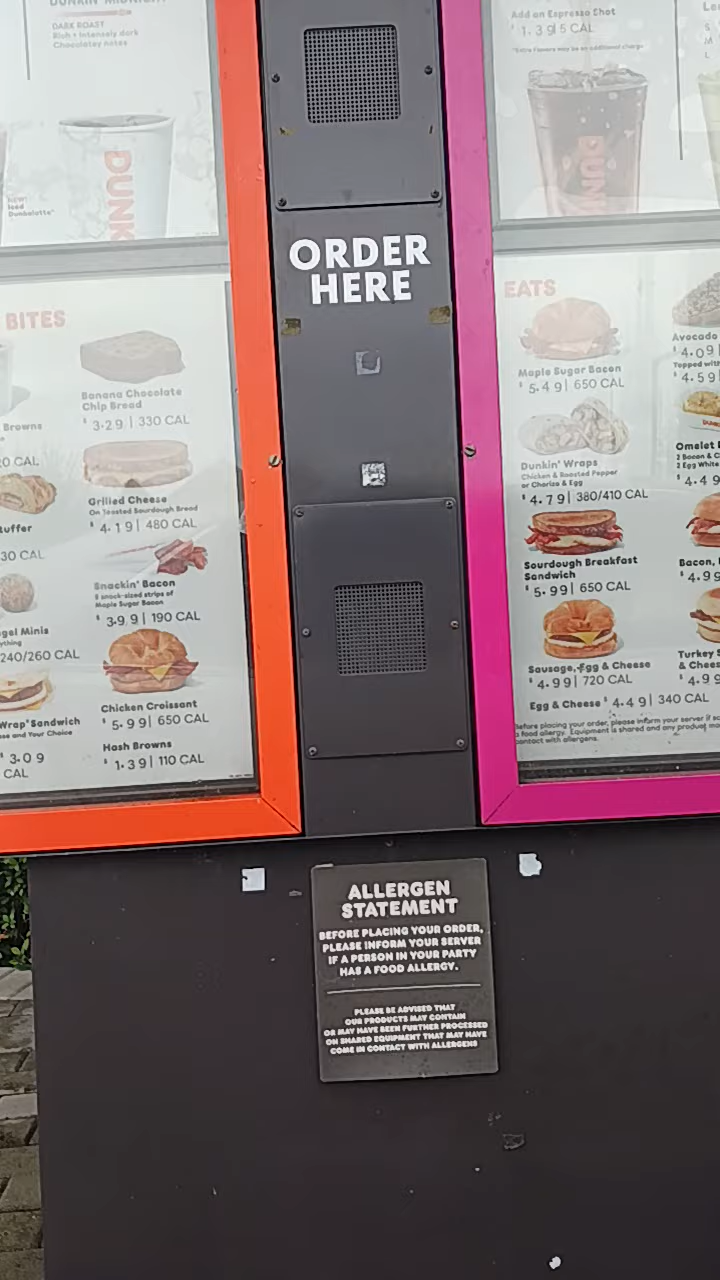 DUNKIN' MIDNIGHT
DARK ROAST
Rich + Intensely dark
Chocolatey notes
DUNK
NEW!
Iced
Dunkalatte™
Add an Espresso Shot
$1.39|5 CAL
*Extra Flavors may be an additional charge.
S
M
L
DUNK
ORDER
HERE
BITES
Banana Chocolate
Chip Bread
$3.29| 330 CAL
Browns
CAL
Grilled Cheese
On Toasted Sourdough Bread
$4.19| 480 CAL
30 CAL
Snackin' Bacon
8 snack-sized strips of
Maple Sugar Bacon
$3.99| 190 CAL
Minis
240/260 CAL
Chicken Croissant
$5.99| 650 CAL
Wrap® Sandwich
and Your Choice
$3.09
CAL
Hash Browns
$1.39| 110 CAL
EATS
Maple Sugar Bacon
$5.49| 650 CAL
Dunkin' Wraps
Chicken & Roasted Pepper
or Chorizo & Egg
$4.79| 380/410 CAL
Sourdough Breakfast
Sandwich
$5.99| 650 CAL
Sausage, Egg & Cheese
$4.99| 720 CAL
Egg & Cheese $4.49| 340 CAL
Before placing your order, please inform your server if
a food allergy. Equipment is shared and any product
contact with allergens.
Avocado
$4.09|
Topped with
$4.59
Omelet
2 Bacon & C
2 Egg White
$4.49
Bacon,
$4.99
Turkey
& Chees
$4.99
ALLERGEN
STATEMENT
BEFORE PLACING YOUR ORDER,
PLEASE INFORM YOUR SERVER
IF A PERSON IN YOUR PARTY
HAS A FOOD ALLERGY.
PLEASE BE ADVISED THAT
OUR PRODUCTS MAY CONTAIN
OR MAY HAVE BEEN FURTHER PROCESSED
ON SHARED EQUIPMENT THAT MAY HAVE
COME IN CONTACT WITH ALLERGENS